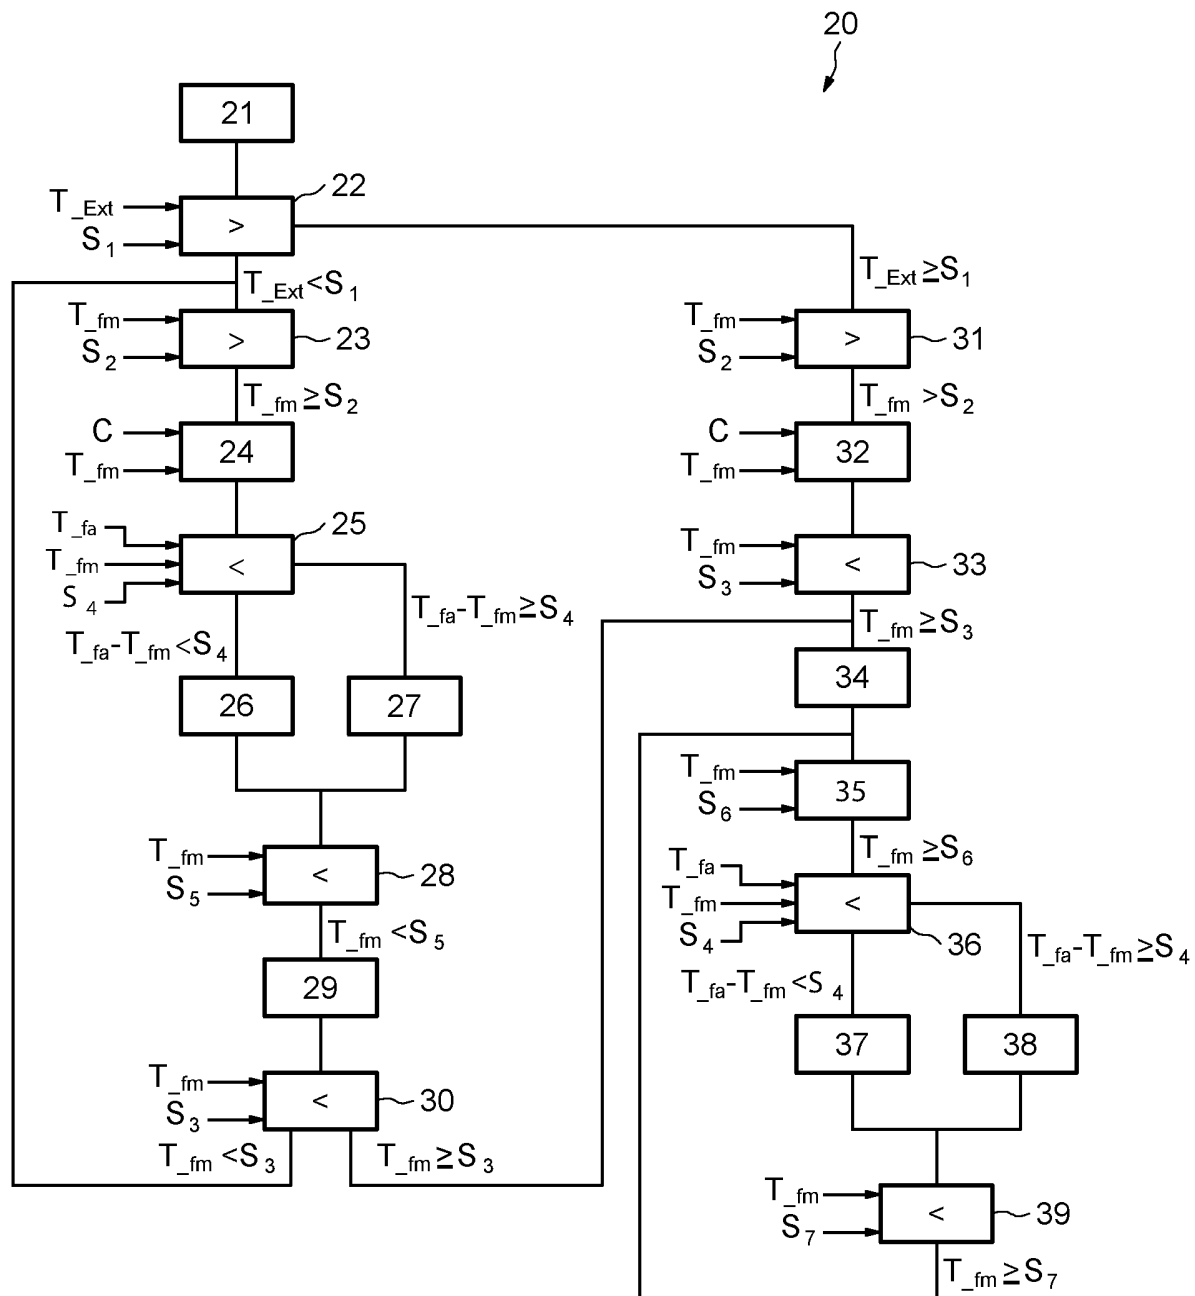 20
21
22
T_Ext
S1
>
T_Ext <S1
T_Ext ≥S1
T_fm
S2
>
23
T_fm
S2
>
31
T_fm ≥S2
T_fm >S2
C
T_fm
24
C
T_fm
32
T_fa
T_fm
S4
<
25
T_fm
S3
<
33
T_fa-T_fm <S4
T_fa-T_fm ≥S4
T_fm ≥S3
26
27
34
T_fm
S6
35
T_fm ≥S6
T_fm
S5
<
28
T_fa
T_fm
S4
<
36
T_fm <S5
T_fa-T_fm <S4
T_fa-T_fm ≥S4
29
37
38
T_fm
S3
<
30
T_fm <S3
T_fm ≥S3
T_fm
S7
<
39
T_fm ≥S7